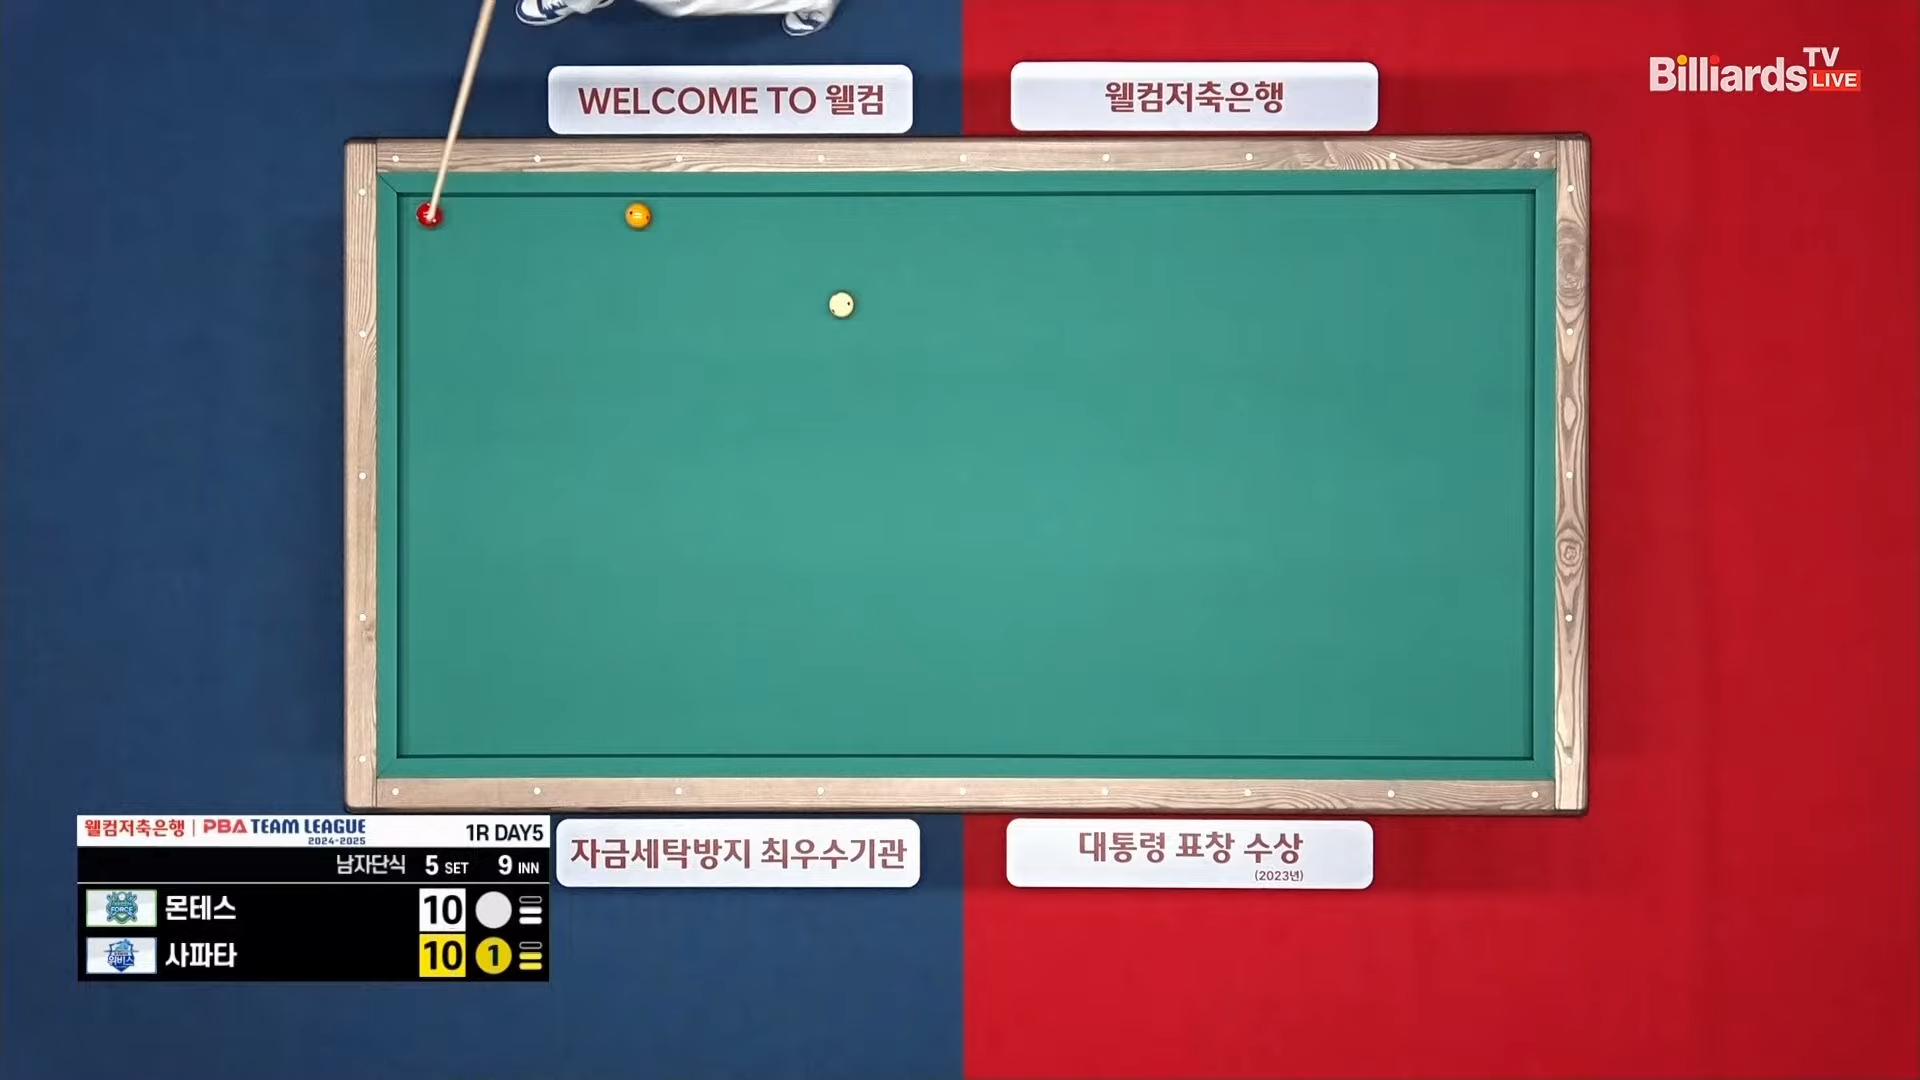 Billiards TV
LIVE
WELCOME TO 웰컴
웰컴저축은행
웰컴저축은행 | PBA TEAM LEAGUE
2024-2025
1R DAY5
남자단식 5 SET 9 INN
몬테스 10
사파타 10 1
자금세탁방지 최우수기관
대통령 표창 수상
(2023년)